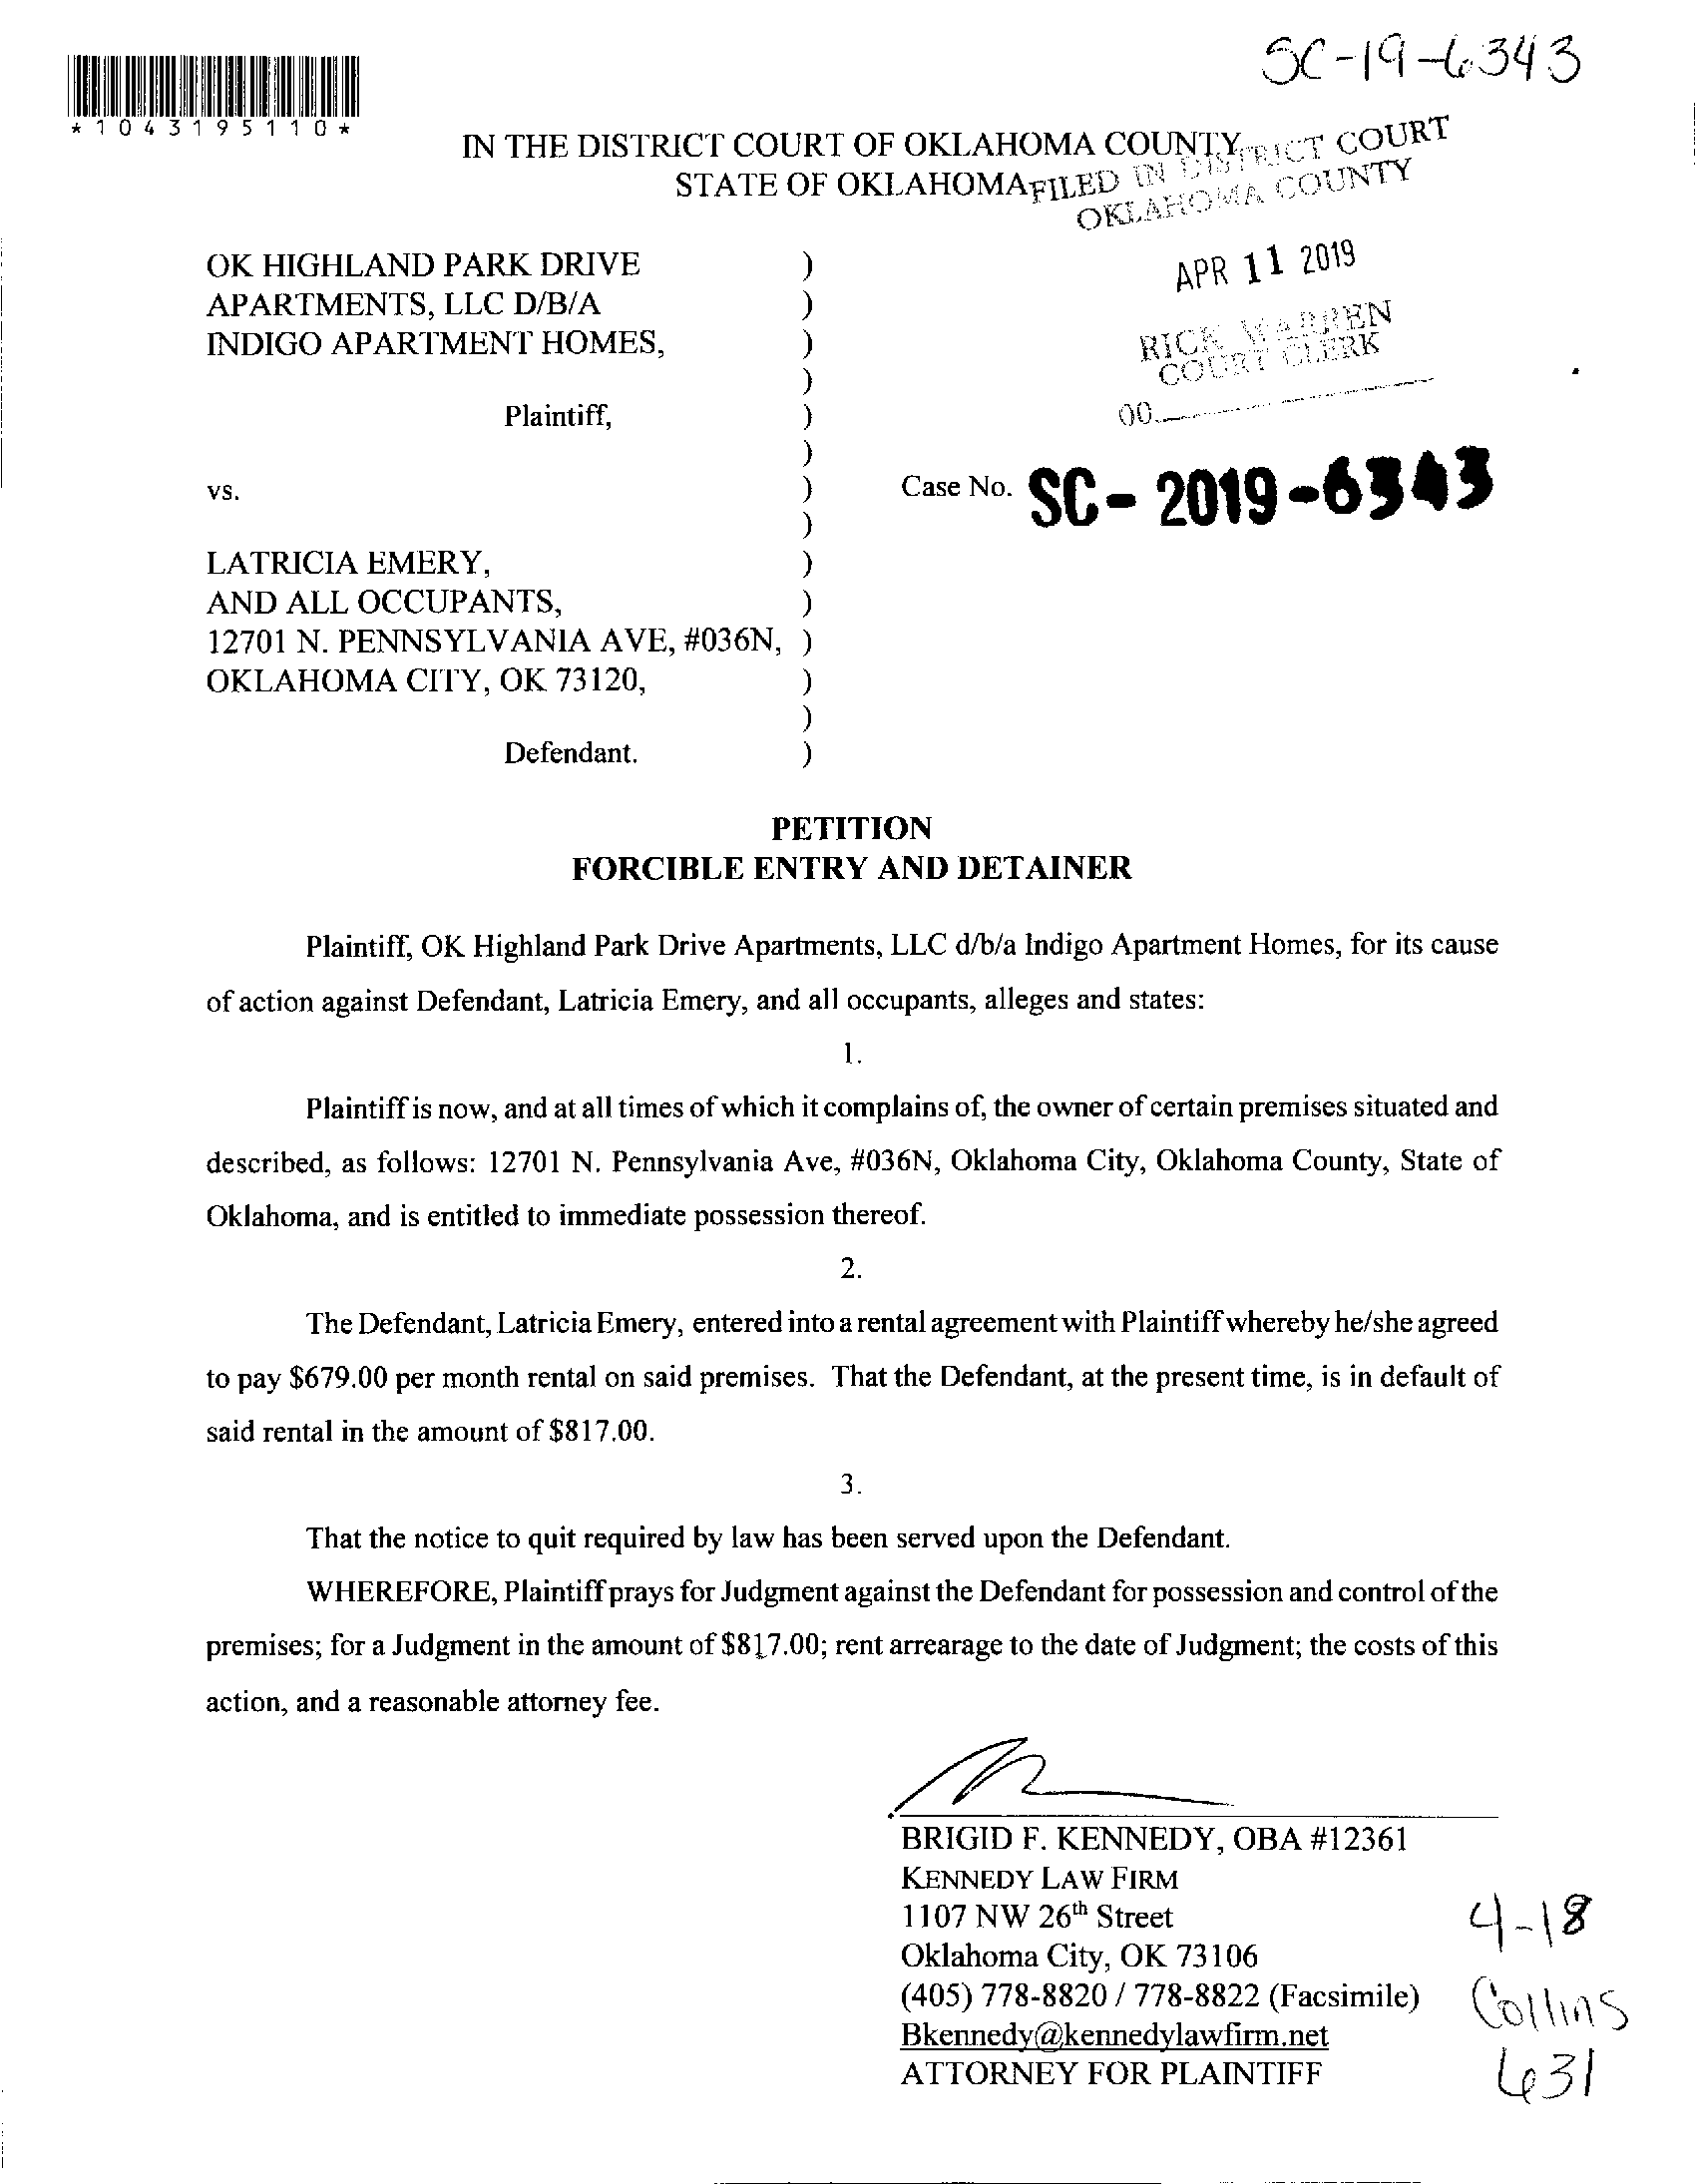 SC-19-6343
*1043195110*
IN THE DISTRICT COURT OF OKLAHOMA COUNTY
STATE OF OKLAHOMA
FILED IN DISTRICT COURT
OKLAHOMA COUNTY
APR 11 2019
RICK WARREN
COURT CLERK
00
OK HIGHLAND PARK DRIVE )
APARTMENTS, LLC D/B/A )
INDIGO APARTMENT HOMES, )
)
Plaintiff, )
)
vs. ) Case No. SC-2019-6343
)
LATRICIA EMERY, )
AND ALL OCCUPANTS, )
12701 N. PENNSYLVANIA AVE, #036N, )
OKLAHOMA CITY, OK 73120, )
)
Defendant. )
PETITION
FORCIBLE ENTRY AND DETAINER
Plaintiff, OK Highland Park Drive Apartments, LLC d/b/a Indigo Apartment Homes, for its cause
of action against Defendant, Latricia Emery, and all occupants, alleges and states:
1.
Plaintiff is now, and at all times of which it complains of, the owner of certain premises situated and
described, as follows: 12701 N. Pennsylvania Ave, #036N, Oklahoma City, Oklahoma County, State of
Oklahoma, and is entitled to immediate possession thereof.
2.
The Defendant, Latricia Emery, entered into a rental agreement with Plaintiff whereby he/she agreed
to pay $679.00 per month rental on said premises. That the Defendant, at the present time, is in default of
said rental in the amount of $817.00.
3.
That the notice to quit required by law has been served upon the Defendant.
WHEREFORE, Plaintiff prays for Judgment against the Defendant for possession and control of the
premises; for a Judgment in the amount of $817.00; rent arrearage to the date of Judgment; the costs of this
action, and a reasonable attorney fee.
BRIGID F. KENNEDY, OBA #12361
KENNEDY LAW FIRM
1107 NW 26th Street
Oklahoma City, OK 73106
(405) 778-8820 / 778-8822 (Facsimile)
Bkennedy@kennedylawfirm.net
ATTORNEY FOR PLAINTIFF
4-18
Collins
631